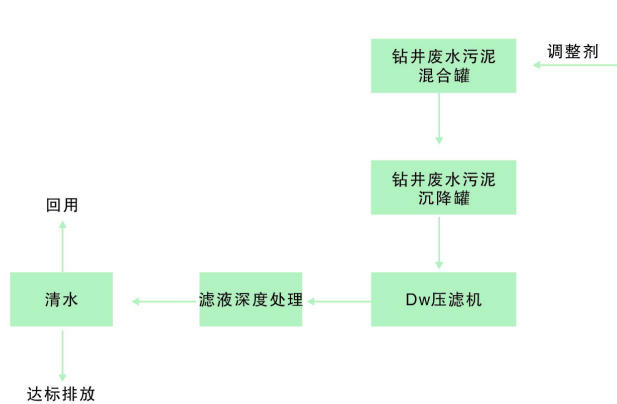 调整剂
钻井废水污泥
混合罐
钻井废水污泥
沉降罐
回用
清水
滤液深度处理
Dw压滤机
达标排放